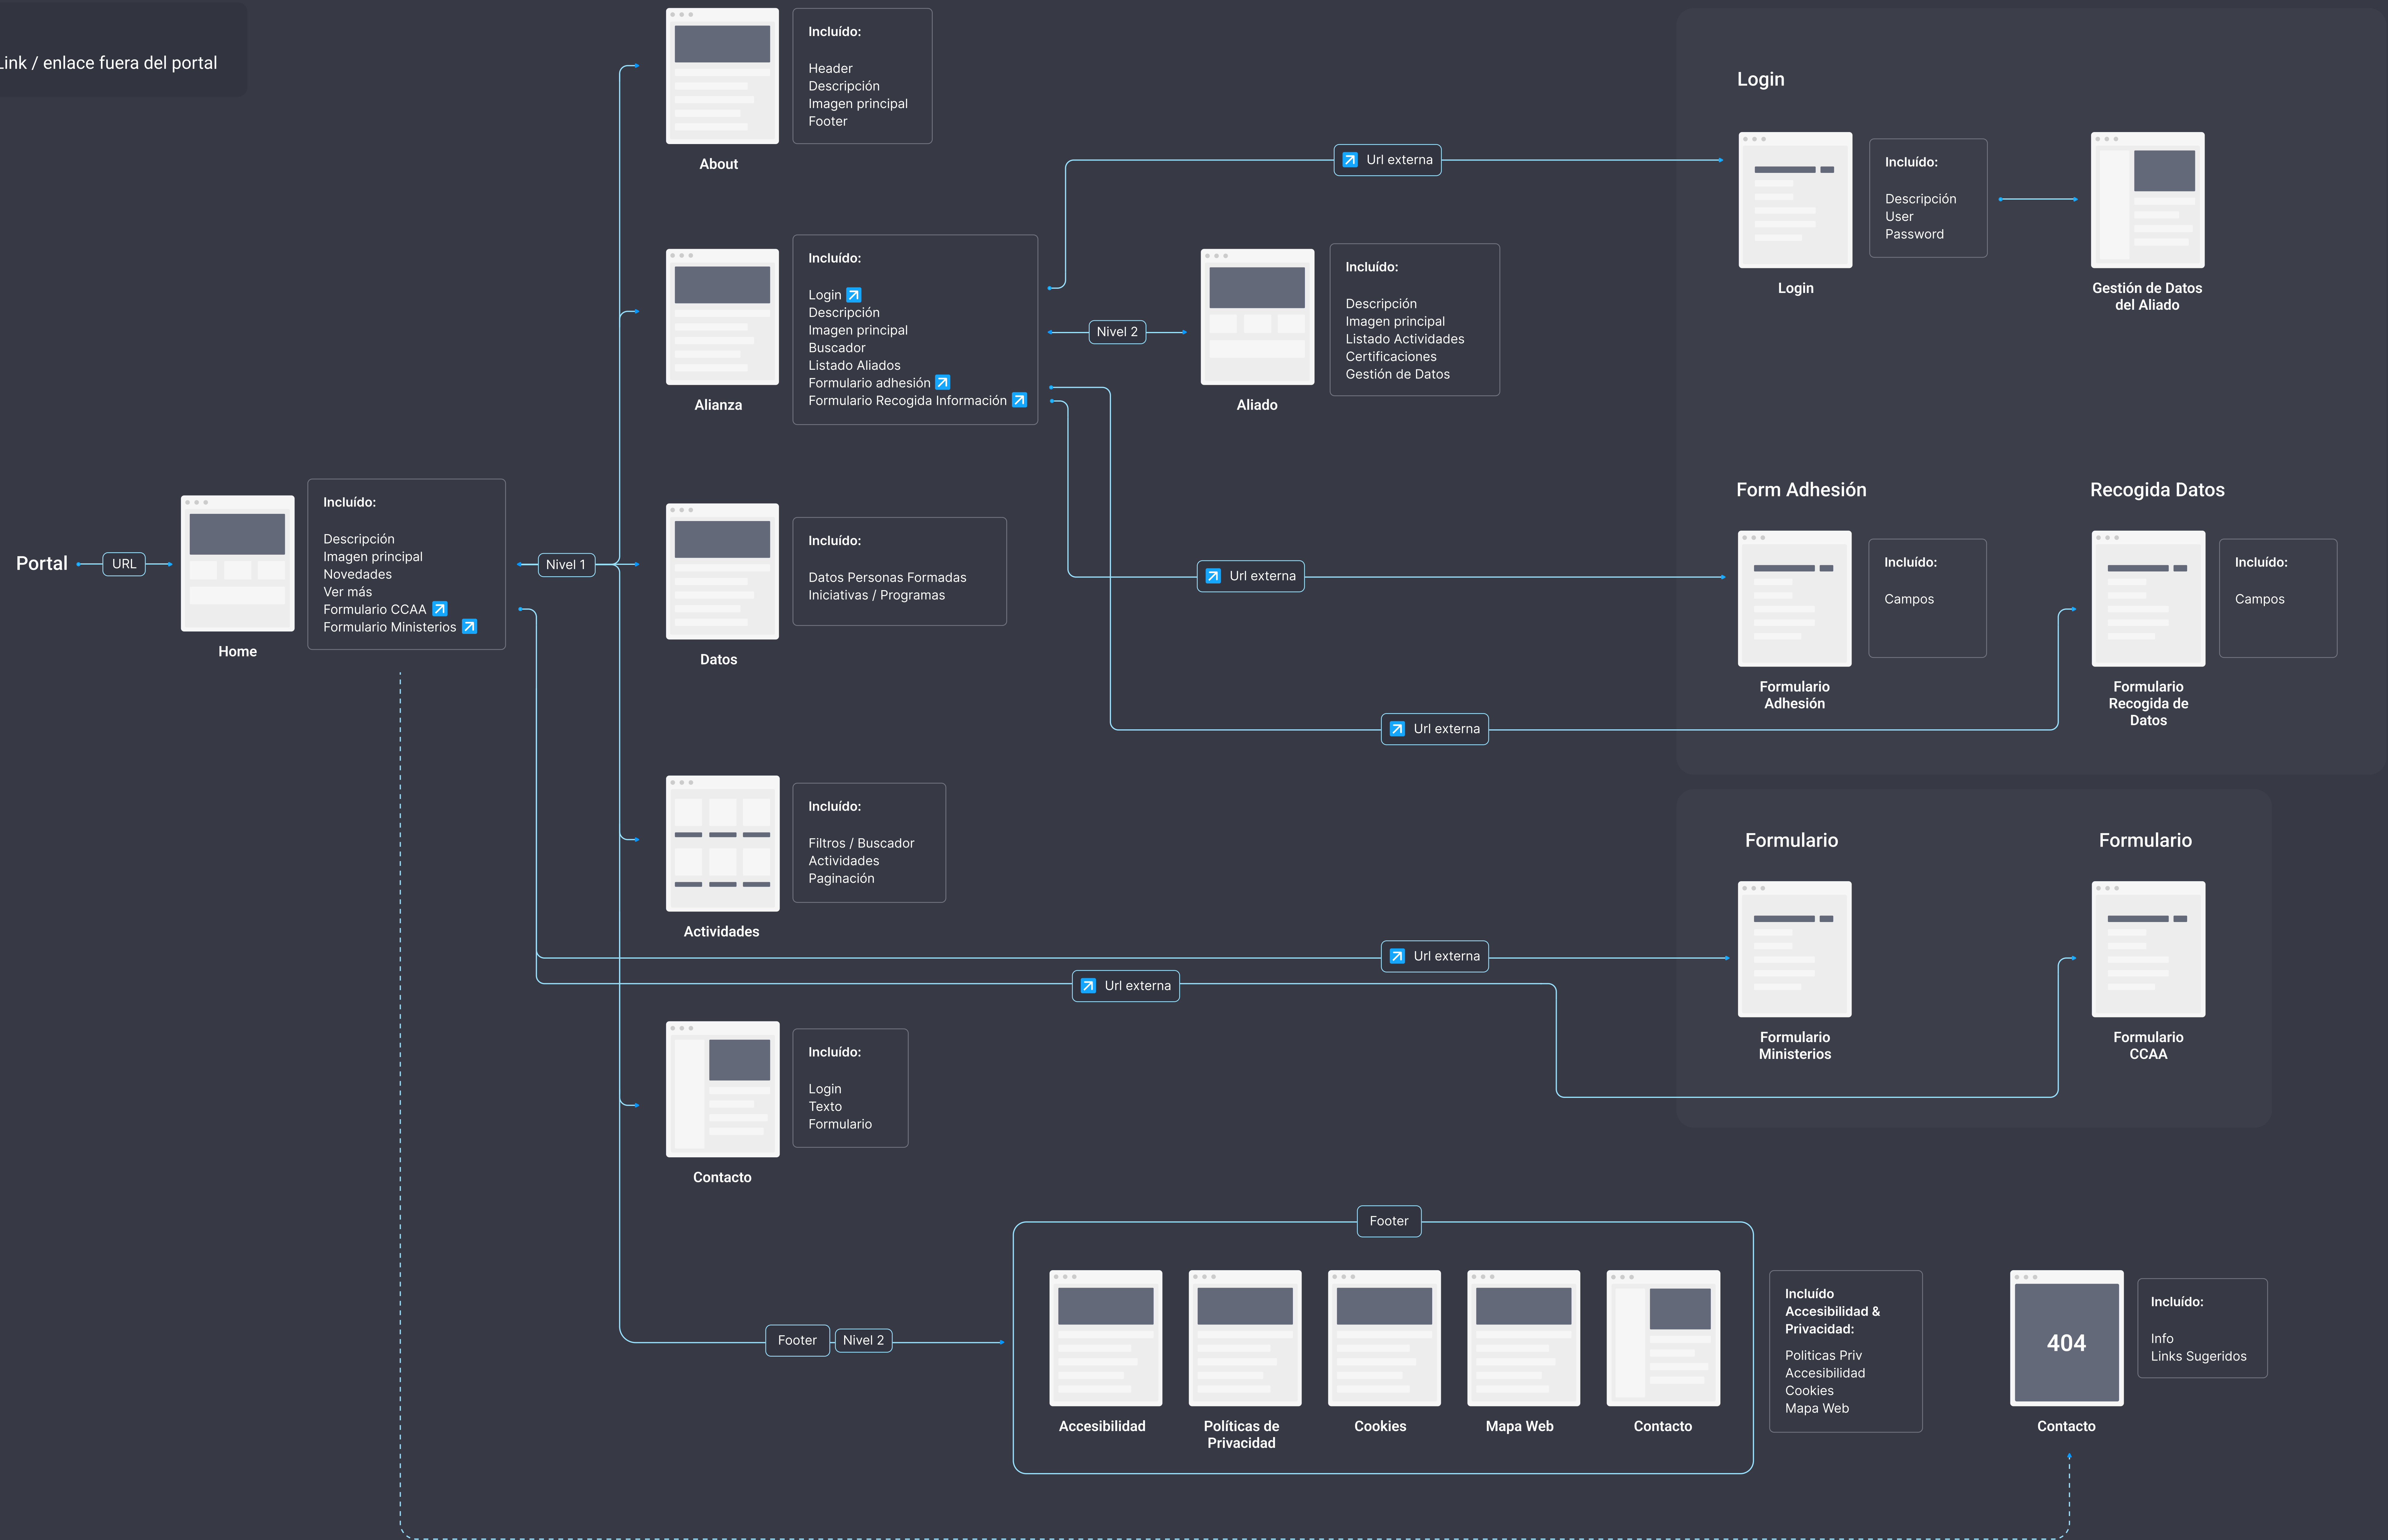 Link / enlace fuera del portal
Portal
URL
Home
Incluído:
Descripción
Imagen principal
Novedades
Ver más
Formulario CCAA
Formulario Ministerios
Nivel 1
About
Incluído:
Header
Descripción
Imagen principal
Footer
Alianza
Incluído:
Login
Descripción
Imagen principal
Buscador
Listado Aliados
Formulario adhesión
Formulario Recogida Información
Url externa
Nivel 2
Aliado
Incluído:
Descripción
Imagen principal
Listado Actividades
Certificaciones
Gestión de Datos
Login
Login
Incluído:
Descripción
User
Password
Gestión de Datos
del Aliado
Datos
Incluído:
Datos Personas Formadas
Iniciativas / Programas
Url externa
Form Adhesión
Formulario
Adhesión
Incluído:
Campos
Recogida Datos
Formulario
Recogida de
Datos
Incluído:
Campos
Url externa
Actividades
Incluído:
Filtros / Buscador
Actividades
Paginación
Url externa
Url externa
Formulario
Formulario
Ministerios
Formulario
Formulario
CCAA
Contacto
Incluído:
Login
Texto
Formulario
Footer
Nivel 2
Footer
Accesibilidad
Políticas de
Privacidad
Cookies
Mapa Web
Contacto
Incluído
Accesibilidad &
Privacidad:
Politicas Priv
Accesibilidad
Cookies
Mapa Web
404
Contacto
Incluído:
Info
Links Sugeridos